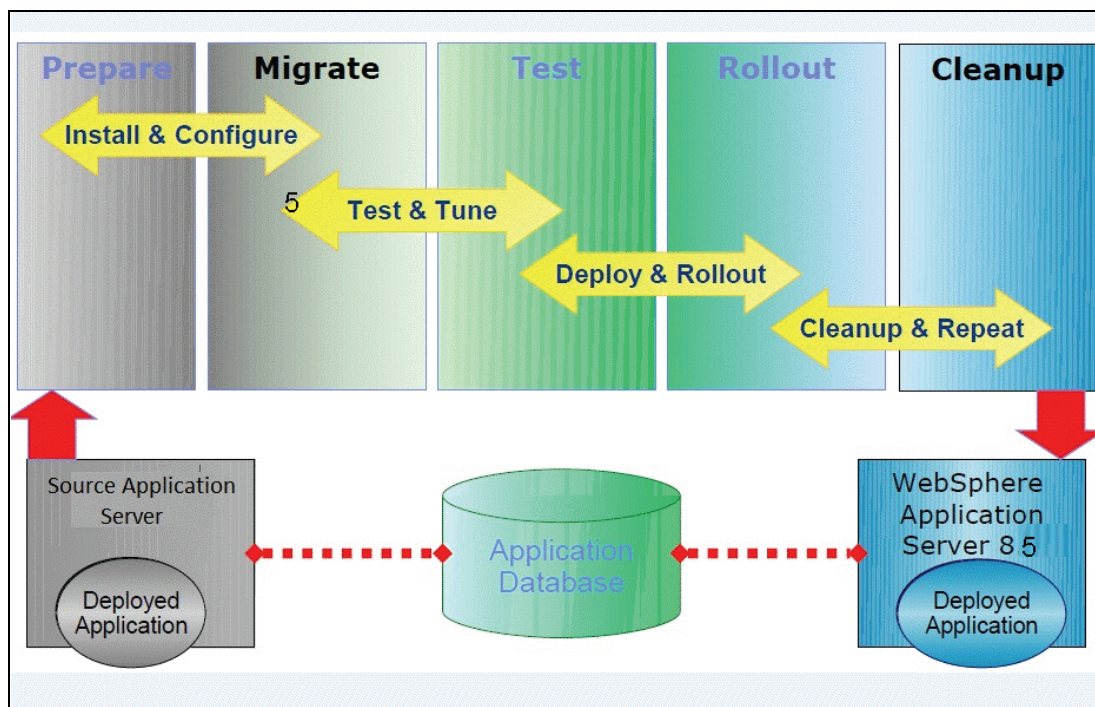 Prepare
Migrate
Test
Rollout
Cleanup
Install & Configure
5
Test & Tune
Deploy & Rollout
Cleanup & Repeat
Source Application
Server
Deployed
Application
Application
Database
WebSphere
Application
Server 8 5
Deployed
Application